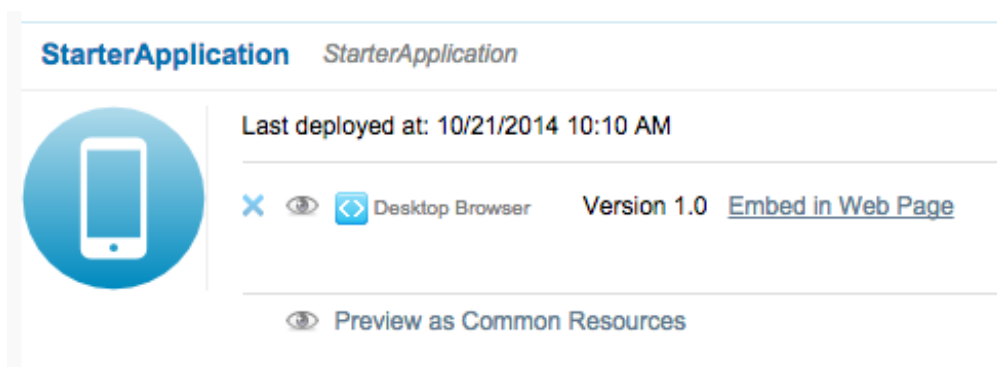 StarterApplication StarterApplication
Last deployed at: 10/21/2014 10:10 AM
Desktop Browser Version 1.0 Embed in Web Page
Preview as Common Resources